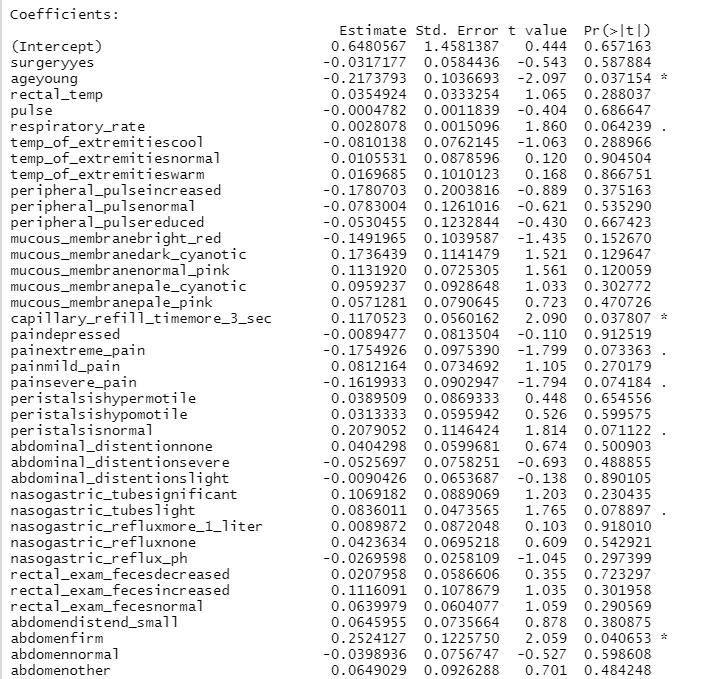 Coefficients:
Estimate Std. Error t value Pr(>|t|)
(Intercept) 0.6480567 1.4581387 0.444 0.657163
surgeryyes -0.0317177 0.0584436 -0.543 0.587884
ageyoung -0.2173793 0.1036693 -2.097 0.037154 *
rectal_temp 0.0354924 0.0333254 1.065 0.288037
pulse -0.0004782 0.0011839 -0.404 0.686647
respiratory_rate 0.0028078 0.0015096 1.860 0.064239 .
temp_of_extremitiescool -0.0810138 0.0762145 -1.063 0.288966
temp_of_extremitiesnormal 0.0105531 0.0878596 0.120 0.904504
temp_of_extremitieswarm 0.0169685 0.1010123 0.168 0.866751
peripheral_pulseincreased -0.1780703 0.2003816 -0.889 0.375163
peripheral_pulsenormal -0.0783004 0.1261016 -0.621 0.535290
peripheral_pulsereduced -0.0530455 0.1232844 -0.430 0.667423
mucous_membranebright_red -0.1491965 0.1039587 -1.435 0.152670
mucous_membranedark_cyanotic 0.1736439 0.1141479 1.521 0.129647
mucous_membranenormal_pink 0.1131920 0.0725305 1.561 0.120059
mucous_membranepale_cyanotic 0.0959237 0.0928648 1.033 0.302772
mucous_membranepale_pink 0.0571281 0.0790645 0.723 0.470726
capillary_refill_timemore_3_sec 0.1170523 0.0560162 2.090 0.037807 *
paindepressed -0.0089477 0.0813504 -0.110 0.912519
painextreme_pain -0.1754926 0.0975390 -1.799 0.073363 .
painmild_pain 0.0812164 0.0734692 1.105 0.270179
painsevere_pain -0.1619933 0.0902947 -1.794 0.074184 .
peristalsishypermotile 0.0389509 0.0869333 0.448 0.654556
peristalsishypomotile 0.0313333 0.0595942 0.526 0.599575
peristalsisnormal 0.2079052 0.1146424 1.814 0.071122 .
abdominal_distentionnone 0.0404298 0.0599681 0.674 0.500903
abdominal_distentionsevere -0.0525697 0.0758251 -0.693 0.488855
abdominal_distentionslight -0.0090426 0.0653687 -0.138 0.890105
nasogastric_tubesignificant 0.1069182 0.0889069 1.203 0.230435
nasogastric_tubeslight 0.0836011 0.0473565 1.765 0.078897 .
nasogastric_refluxmore_1_liter 0.0089872 0.0872048 0.103 0.918010
nasogastric_refluxnone 0.0423634 0.0695218 0.609 0.542921
nasogastric_reflux_ph -0.0269598 0.0258109 -1.045 0.297399
rectal_exam_fecesdecreased 0.0207958 0.0586606 0.355 0.723297
rectal_exam_fecesincreased 0.1116091 0.1078679 1.035 0.301958
rectal_exam_fecesnormal 0.0639979 0.0604077 1.059 0.290569
abdomendistend_small 0.0645955 0.0735664 0.878 0.380875
abdomenfirm 0.2524127 0.1225750 2.059 0.040653 *
abdomennormal -0.0398936 0.0756747 -0.527 0.598608
abdomenother 0.0649029 0.0926288 0.701 0.484248